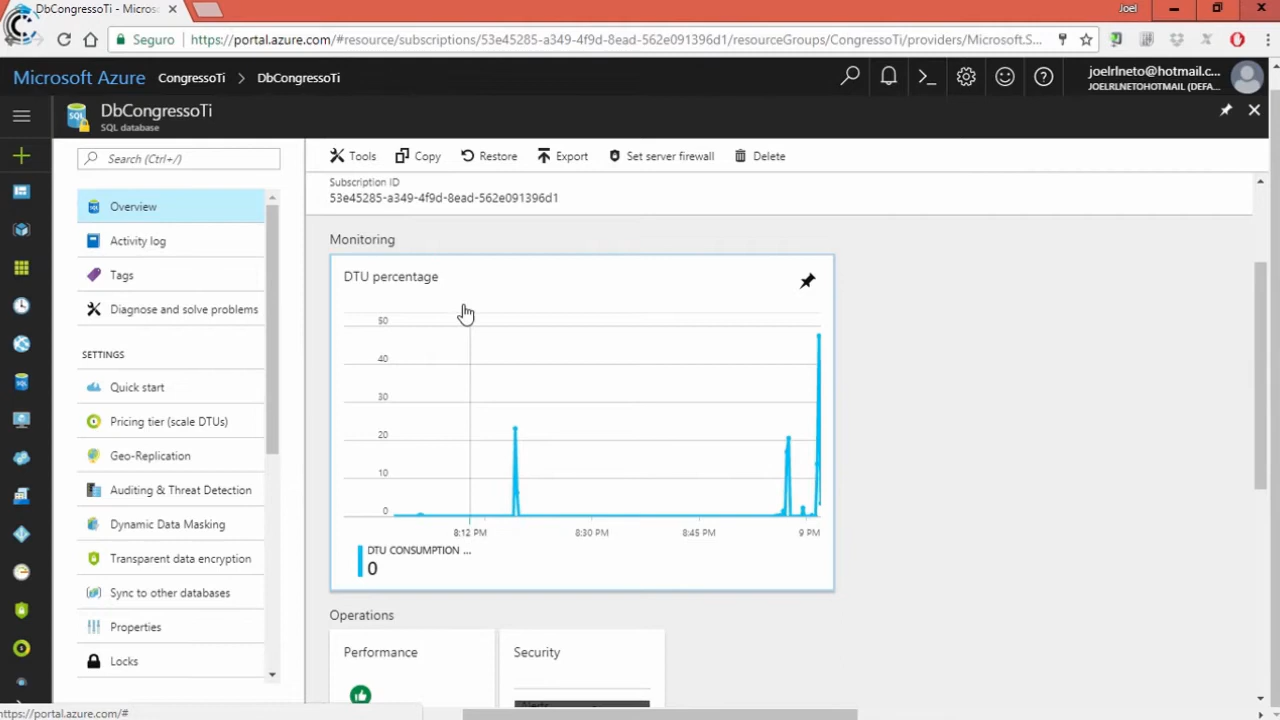 DbCongressoTi - Micros
Joel
Seguro
https://portal.azure.com/#resource/subscriptions/53e45285-a349-4f9d-8ead-562e091396d1/resourceGroups/CongressoTi/providers/Microsoft.S...
Microsoft Azure CongressoTi > DbCongressoTi
joelrlneto@hotmail.c...
JOELRLNETOHOTMAIL (DEFA...
DbCongressoTi
SQL database
Search (Ctrl+/)
Tools Copy Restore Export Set server firewall Delete
Subscription ID
53e45285-a349-4f9d-8ead-562e091396d1
Overview
Activity log
Tags
Diagnose and solve problems
SETTINGS
Quick start
Pricing tier (scale DTUs)
Geo-Replication
Auditing & Threat Detection
Dynamic Data Masking
Transparent data encryption
Sync to other databases
Properties
Locks
Monitoring
DTU percentage
50
40
30
20
10
0
8:12 PM 8:30 PM 8:45 PM 9 PM
DTU CONSUMPTION ...
0
Operations
Performance
Security
https://portal.azure.com/#